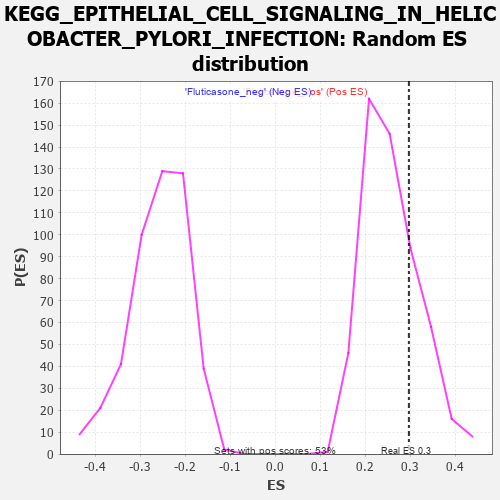 KEGG_EPITHELIAL_CELL_SIGNALING_IN_HELIC
OBACTER_PYLORI_INFECTION: Random ES
distribution
'Fluticasone_neg' (Neg ES) os' (Pos ES)
170
160
150
140
130
120
110
100
90
80
70
60
50
40
30
20
10
0
P(ES)
Sets with pos scores: 53%
Real ES 0.3
-0.4 -0.3 -0.2 -0.1 0.0 0.1 0.2 0.3 0.4
ES